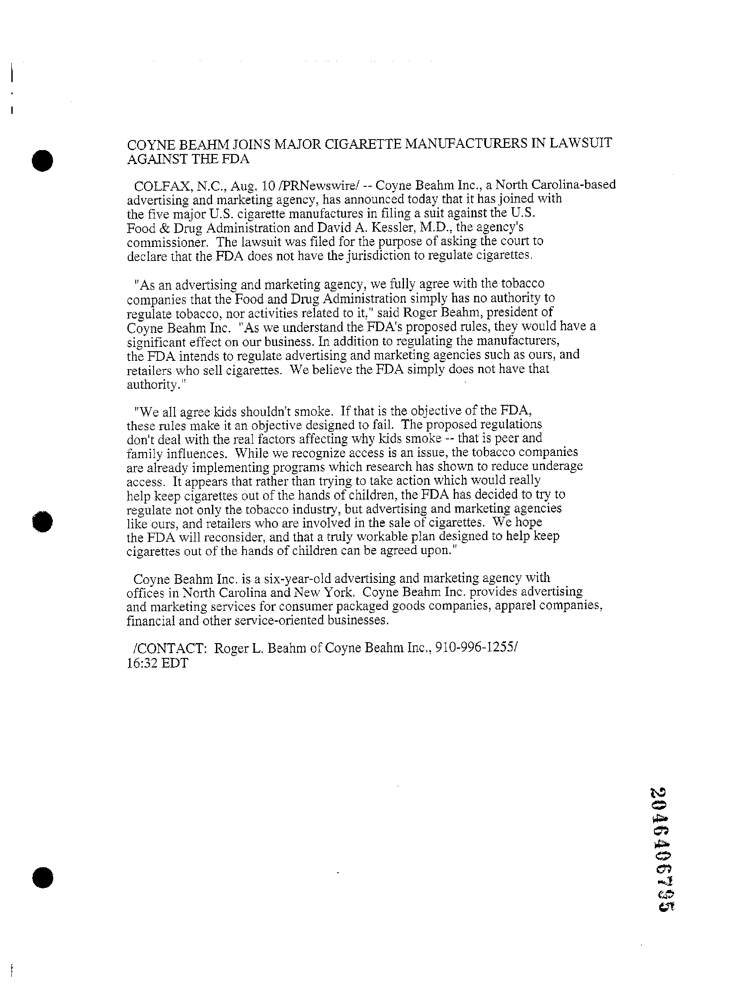 COYNE BEAHM JOINS MAJOR CIGARETTE MANUFACTURERS IN LAWSUIT
AGAINST THE FDA
COLFAX, N.C., Aug. 10 /PRNewswire/ -- Coyne Beahm Inc., a North Carolina-based
advertising and marketing agency, has announced today that it has joined with
the five major U.S. cigarette manufactures in filing a suit against the U.S.
Food & Drug Administration and David A. Kessler, M.D., the agency's
commissioner. The lawsuit was filed for the purpose of asking the court to
declare that the FDA does not have the jurisdiction to regulate cigarettes.
"As an advertising and marketing agency, we fully agree with the tobacco
companies that the Food and Drug Administration simply has no authority to
regulate tobacco, nor activities related to it," said Roger Beahm, president of
Coyne Beahm Inc. "As we understand the FDA's proposed rules, they would have a
significant effect on our business. In addition to regulating the manufacturers,
the FDA intends to regulate advertising and marketing agencies such as ours, and
retailers who sell cigarettes. We believe the FDA simply does not have that
authority."
"We all agree kids shouldn't smoke. If that is the objective of the FDA,
these rules make it an objective designed to fail. The proposed regulations
don't deal with the real factors affecting why kids smoke -- that is peer and
family influences. While we recognize access is an issue, the tobacco companies
are already implementing programs which research has shown to reduce underage
access. It appears that rather than trying to take action which would really
help keep cigarettes out of the hands of children, the FDA has decided to try to
regulate not only the tobacco industry, but advertising and marketing agencies
like ours, and retailers who are involved in the sale of cigarettes. We hope
the FDA will reconsider, and that a truly workable plan designed to help keep
cigarettes out of the hands of children can be agreed upon."
Coyne Beahm Inc. is a six-year-old advertising and marketing agency with
offices in North Carolina and New York. Coyne Beahm Inc. provides advertising
and marketing services for consumer packaged goods companies, apparel companies,
financial and other service-oriented businesses.
/CONTACT: Roger L. Beahm of Coyne Beahm Inc., 910-996-1255/
16:32 EDT
2046406795